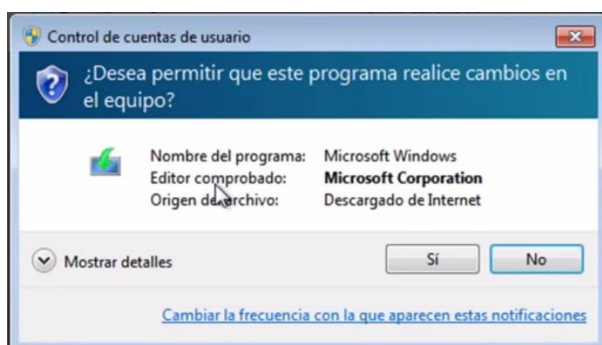 Control de cuentas de usuario
¿Desea permitir que este programa realice cambios en
el equipo?
Nombre del programa: Microsoft Windows
Editor comprobado: Microsoft Corporation
Origen de archivo: Descargado de Internet
Mostrar detalles
Sí
No
Cambiar la frecuencia con la que aparecen estas notificaciones